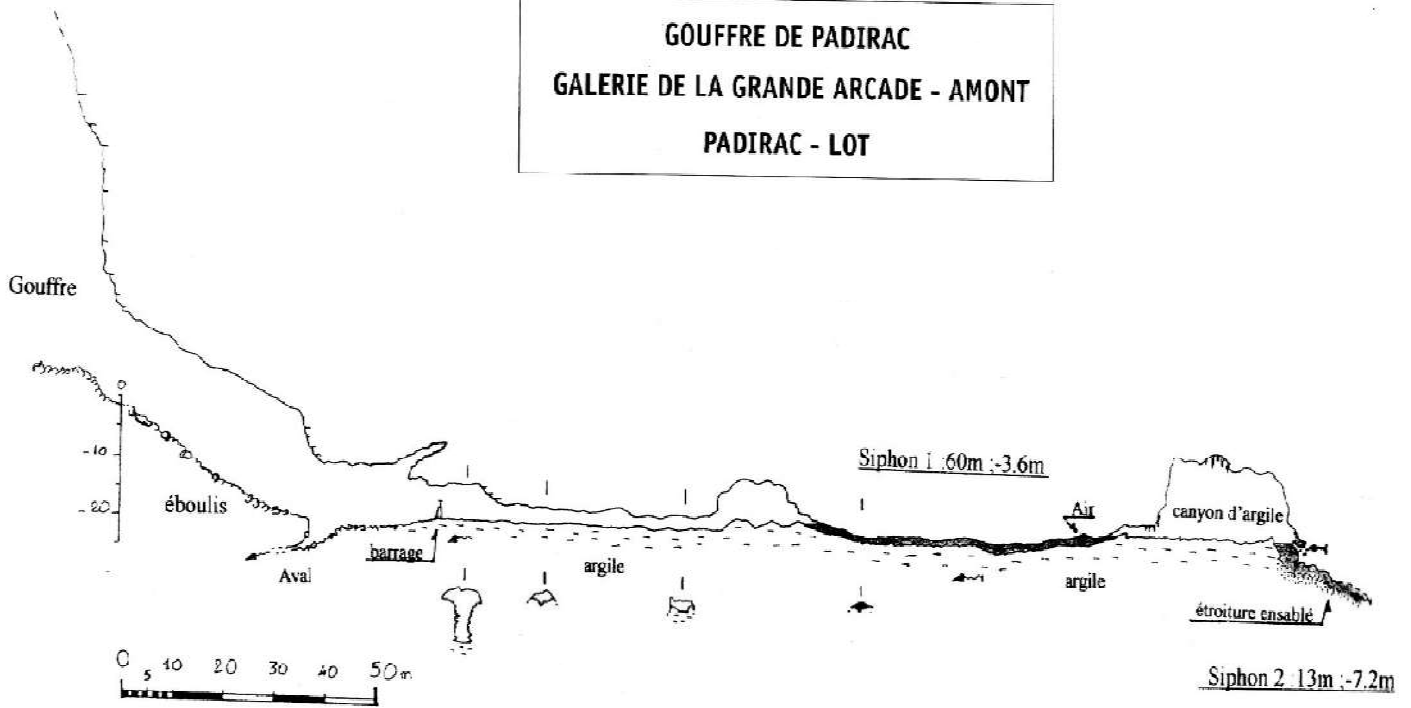 GOUFFRE DE PADIRAC
GALERIE DE LA GRANDE ARCADE - AMONT
PADIRAC - LOT
Gouffre
0
-10
-20
éboulis
Aval
barrage
argile
Siphon 1 :60m ;-3.6m
Air
canyon d'argile
argile
étroiture ensablé
Siphon 2 :13m ;-7.2m
0 5 10 20 30 40 50m